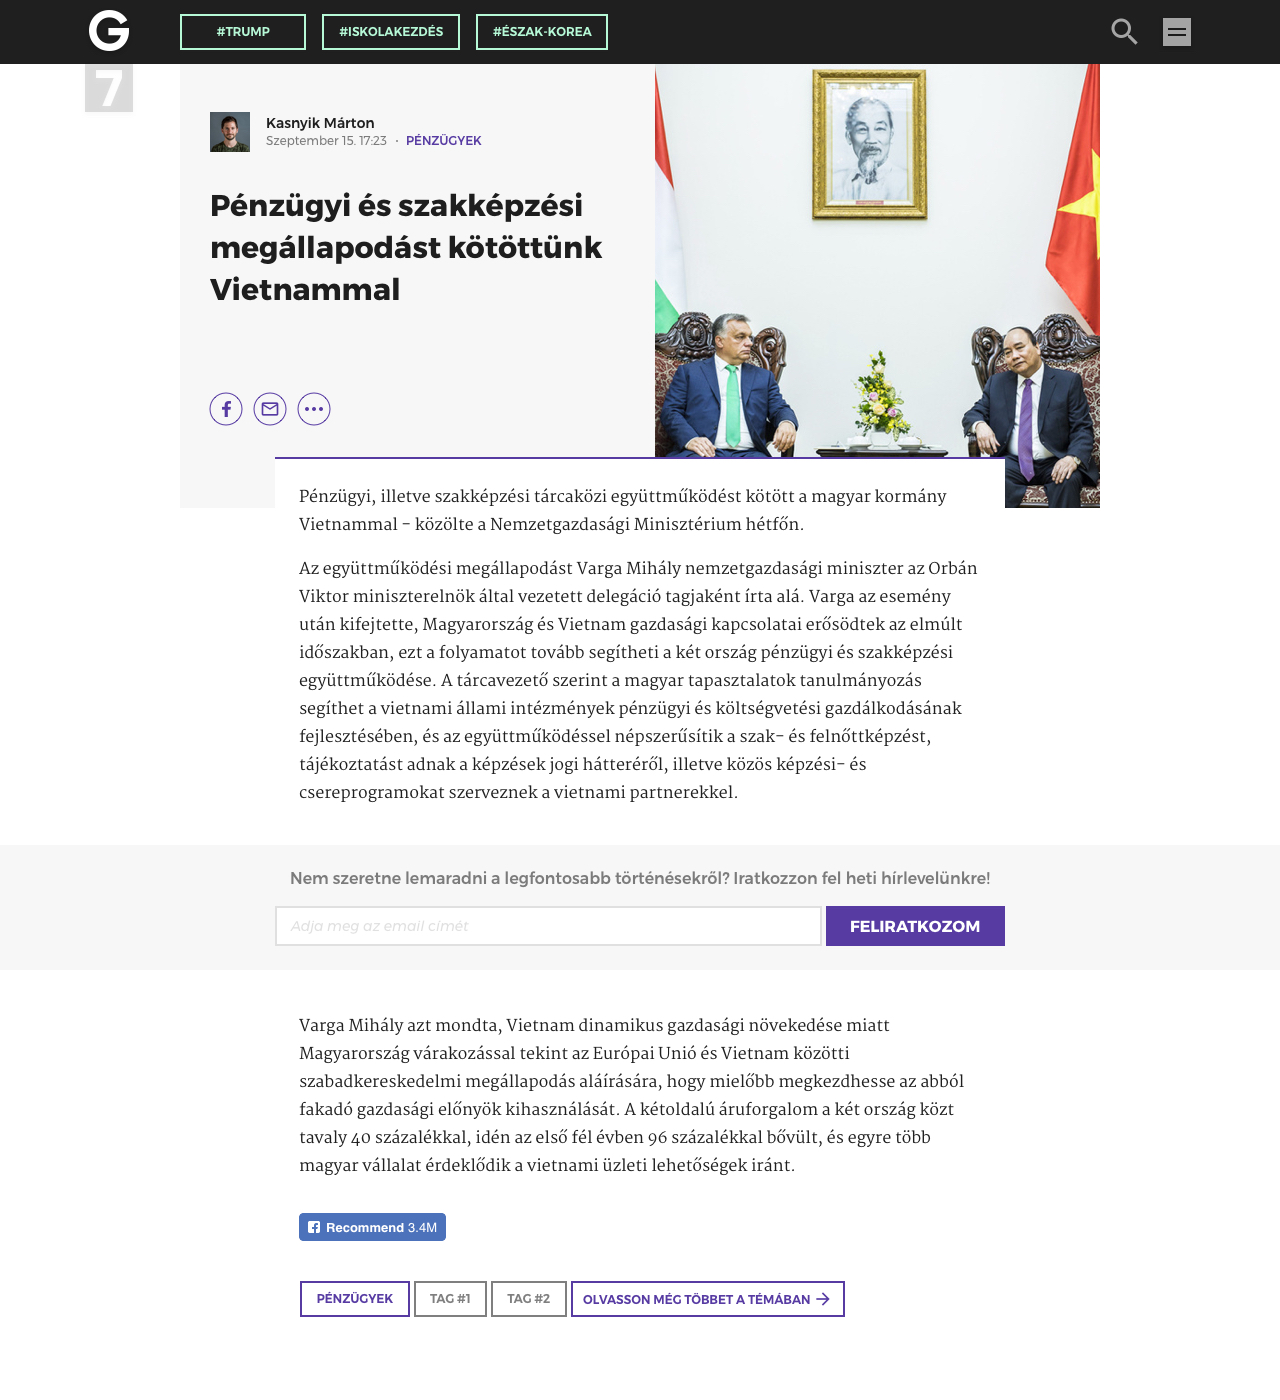 G
#TRUMP
#ISKOLAKEZDÉS
#ÉSZAK-KOREA
7
Kasnyik Márton
Szeptember 15. 17:23 · PÉNZÜGYEK
Pénzügyi és szakképzési
megállapodást kötöttünk
Vietnammal
Pénzügyi, illetve szakképzési tárcaközi együttműködést kötött a magyar kormány
Vietnammal - közölte a Nemzetgazdasági Minisztérium hétfőn.
Az együttműködési megállapodást Varga Mihály nemzetgazdasági miniszter az Orbán
Viktor miniszterelnök által vezetett delegáció tagjaként írta alá. Varga az esemény
után kifejtette, Magyarország és Vietnam gazdasági kapcsolatai erősödtek az elmúlt
időszakban, ezt a folyamatot tovább segítheti a két ország pénzügyi és szakképzési
együttműködése. A tárcavezető szerint a magyar tapasztalatok tanulmányozás
segíthet a vietnami állami intézmények pénzügyi és költségvetési gazdálkodásának
fejlesztésében, és az együttműködéssel népszerűsítik a szak- és felnőttképzést,
tájékoztatást adnak a képzések jogi hátteréről, illetve közös képzési- és
csereprogramokat szerveznek a vietnami partnerekkel.
Nem szeretne lemaradni a legfontosabb történésekről? Iratkozzon fel heti hírlevelünkre!
Adja meg az email címét
FELIRATKOZOM
Varga Mihály azt mondta, Vietnam dinamikus gazdasági növekedése miatt
Magyarország várakozással tekint az Európai Unió és Vietnam közötti
szabadkereskedelmi megállapodás aláírására, hogy mielőbb megkezdhesse az abból
fakadó gazdasági előnyök kihasználását. A kétoldalú áruforgalom a két ország közt
tavaly 40 százalékkal, idén az első fél évben 96 százalékkal bővült, és egyre több
magyar vállalat érdeklődik a vietnami üzleti lehetőségek iránt.
Recommend 3.4M
PÉNZÜGYEK
TAG #1
TAG #2
OLVASSON MÉG TÖBBET A TÉMÁBAN